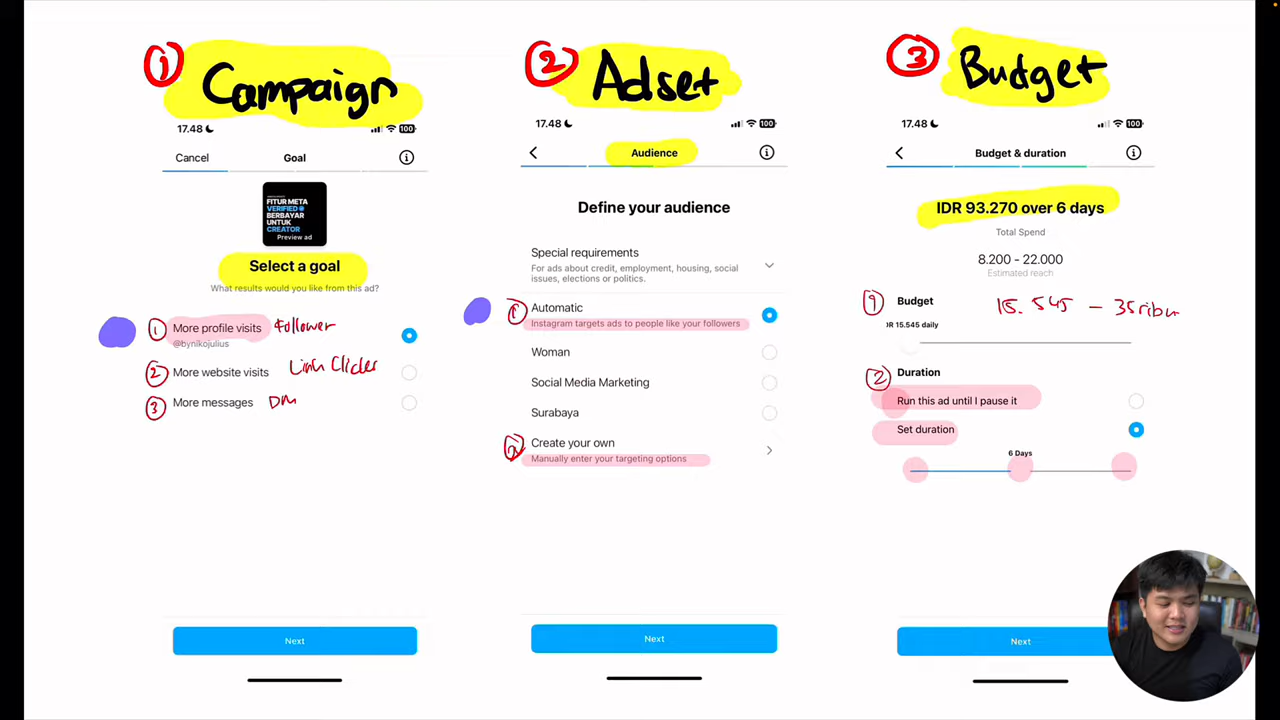 ① Campaign
17.48
100
Cancel
Goal
FITUR META
VERIFIED
BERBAYAR
UNTUK
CREATOR
Preview ad
Select a goal
What results would you like from this ad?
① More profile visits Follower
@bynikojulius
② More website visits Link Clicks
③ More messages DM
Next
② Adset
17.48
100
Audience
Define your audience
Special requirements
For ads about credit, employment, housing, social
issues, elections or politics.
① Automatic
Instagram targets ads to people like your followers
Woman
Social Media Marketing
Surabaya
② Create your own
Manually enter your targeting options
Next
③ Budget
17.48
100
Budget & duration
IDR 93.270 over 6 days
Total Spend
8.200 - 22.000
Estimated reach
① Budget 15.545 – 35ribu
DR 15.545 daily
② Duration
Run this ad until I pause it
Set duration
6 Days
Next